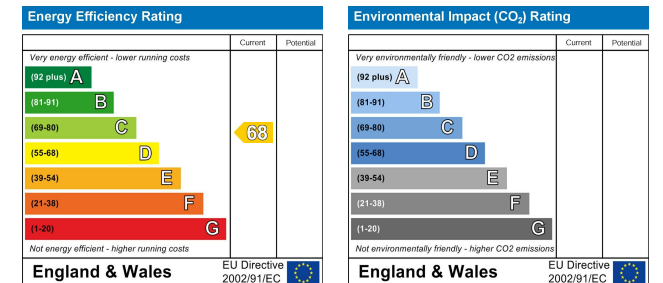 Energy Efficiency Rating
Current Potential
Very energy efficient - lower running costs
(92 plus) A
(81-91) B
(69-80) C
68
(55-68) D
(39-54) E
(21-38) F
(1-20) G
Not energy efficient - higher running costs
England & Wales
EU Directive
2002/91/EC
Environmental Impact (CO₂) Rating
Current Potential
Very environmentally friendly - lower CO2 emissions
(92 plus) A
(81-91) B
(69-80) C
(55-68) D
(39-54) E
(21-38) F
(1-20) G
Not environmentally friendly - higher CO2 emissions
England & Wales
EU Directive
2002/91/EC